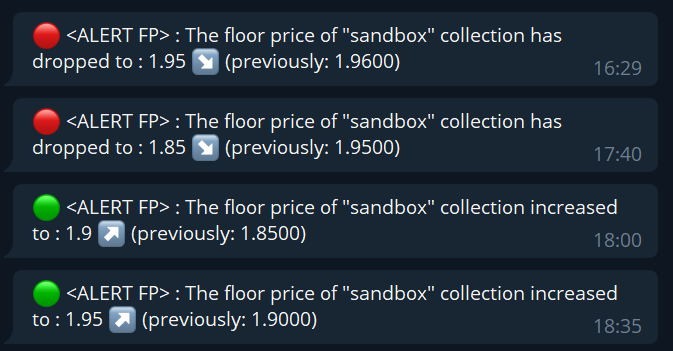 🔴 <ALERT FP> : The floor price of "sandbox" collection has
dropped to : 1.95 ↘️ (previously: 1.9600)
16:29
🔴 <ALERT FP> : The floor price of "sandbox" collection has
dropped to : 1.85 ↘️ (previously: 1.9500)
17:40
🟢 <ALERT FP> : The floor price of "sandbox" collection increased
to : 1.9 ↗️ (previously: 1.8500)
18:00
🟢 <ALERT FP> : The floor price of "sandbox" collection increased
to : 1.95 ↗️ (previously: 1.9000)
18:35